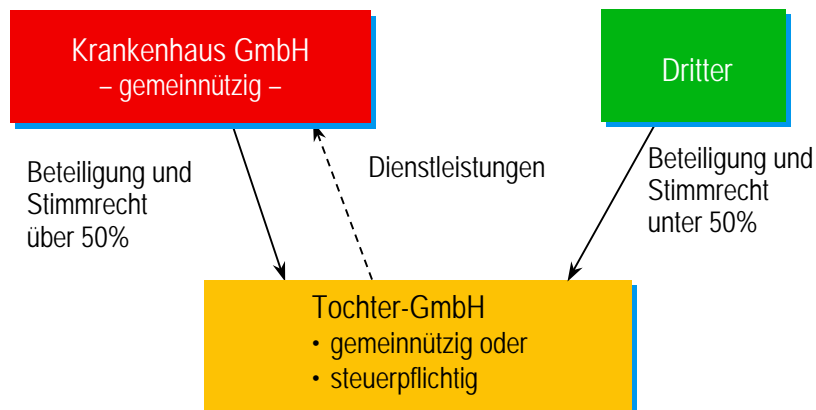 Krankenhaus GmbH
– gemeinnützig –
Dritter
Beteiligung und
Stimmrecht
über 50%
Dienstleistungen
Beteiligung und
Stimmrecht
unter 50%
Tochter-GmbH
• gemeinnützig oder
• steuerpflichtig